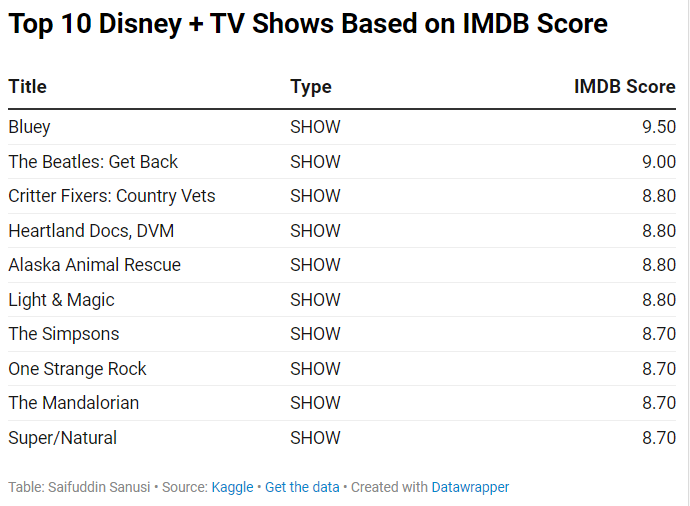 Top 10 Disney + TV Shows Based on IMDB Score
Title Type IMDB Score
Bluey SHOW 9.50
The Beatles: Get Back SHOW 9.00
Critter Fixers: Country Vets SHOW 8.80
Heartland Docs, DVM SHOW 8.80
Alaska Animal Rescue SHOW 8.80
Light & Magic SHOW 8.80
The Simpsons SHOW 8.70
One Strange Rock SHOW 8.70
The Mandalorian SHOW 8.70
Super/Natural SHOW 8.70
Table: Saifuddin Sanusi • Source: Kaggle • Get the data • Created with Datawrapper